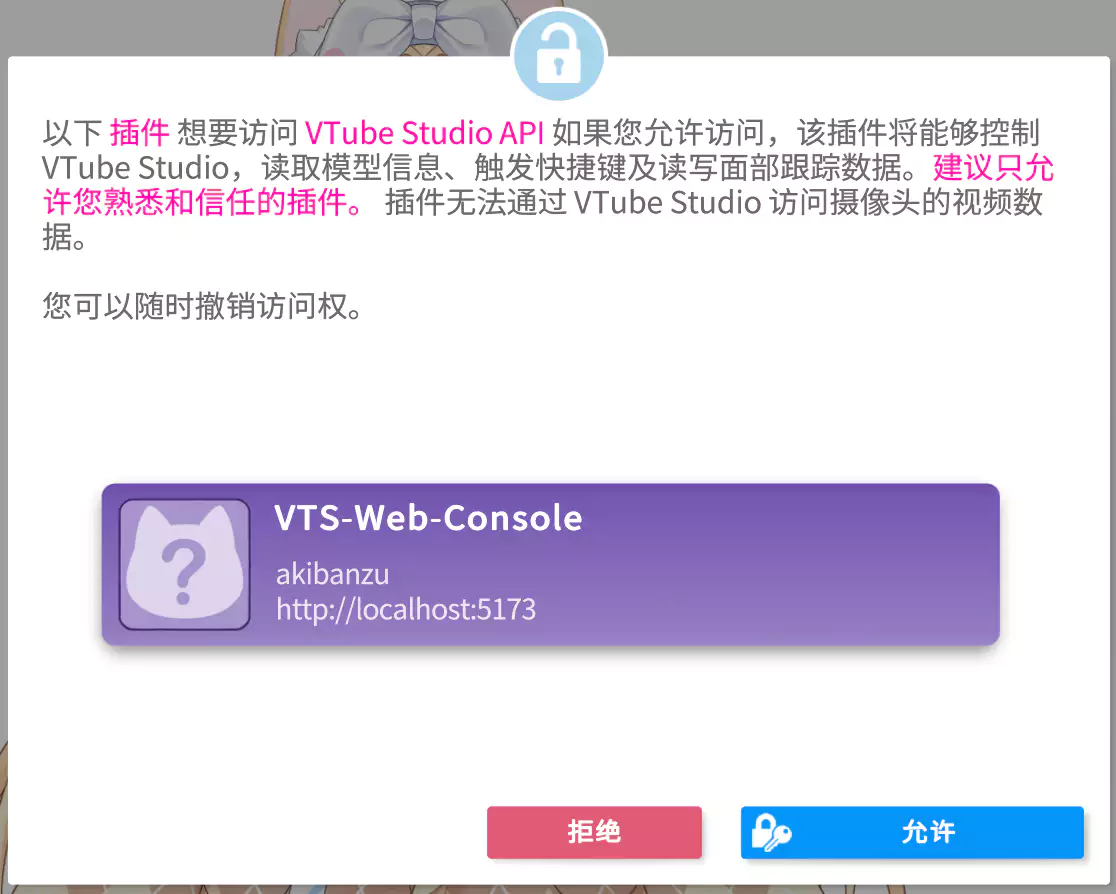 以下 插件 想要访问 VTube Studio API 如果您允许访问，该插件将能够控制
VTube Studio，读取模型信息、触发快捷键及读写面部跟踪数据。建议只允
许您熟悉和信任的插件。 插件无法通过 VTube Studio 访问摄像头的视频数
据。
您可以随时撤销访问权。
?
VTS-Web-Console
akibanzu
http://localhost:5173
拒绝
允许